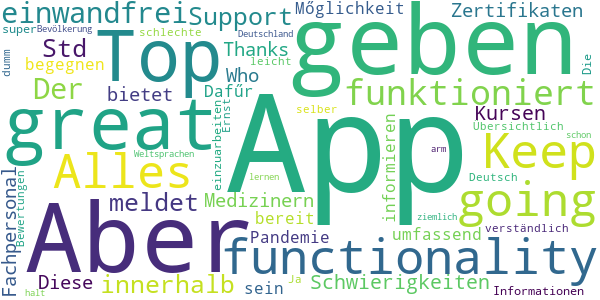 einwandfrei Support Mőglichkeit Zertifikaten
super Bevölkerung schlechte Deutschland
dumm Std Top Thanks leicht geben Die
begegnen Who
Der bietet Dafűr funktioniert
great Ernst einzuarbeiten Kursen
App Übersichtlich schon
Alles Weltsprachen selber informieren arm Keep
lernen Deutsch
Fachpersonal Bewertungen meldet Medizinern going
Aber bereit ziemlich
Pandemie umfassend verständlich
functionality
Diese innerhalb sein Ja Schwierigkeiten
halt Informationen